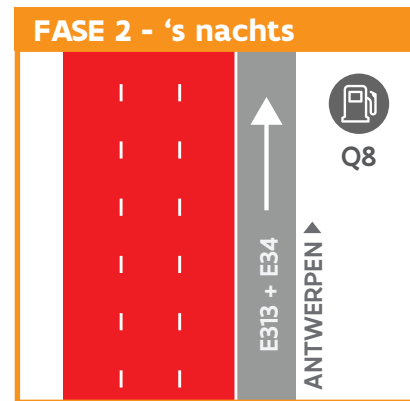 FASE 2 - ‘s nachts
Q8
E313 + E34
ANTWERPEN